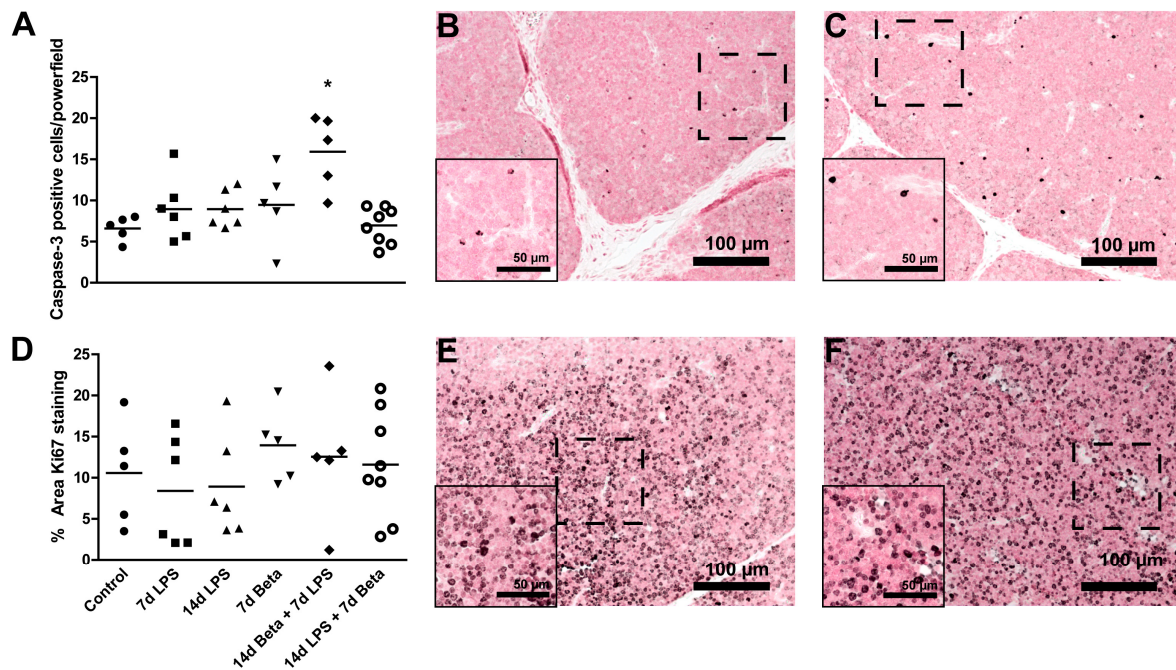 A
Caspase-3 positive cells/powerfield
25
20
15
10
5
0
*
B
50 µm
100 µm
C
50 µm
100 µm
D
% Area Ki67 staining
25
20
15
10
5
0
Control
7d LPS
14d LPS
7d Beta
14d Beta + 7d LPS
14d LPS + 7d Beta
E
50 µm
100 µm
F
50 µm
100 µm